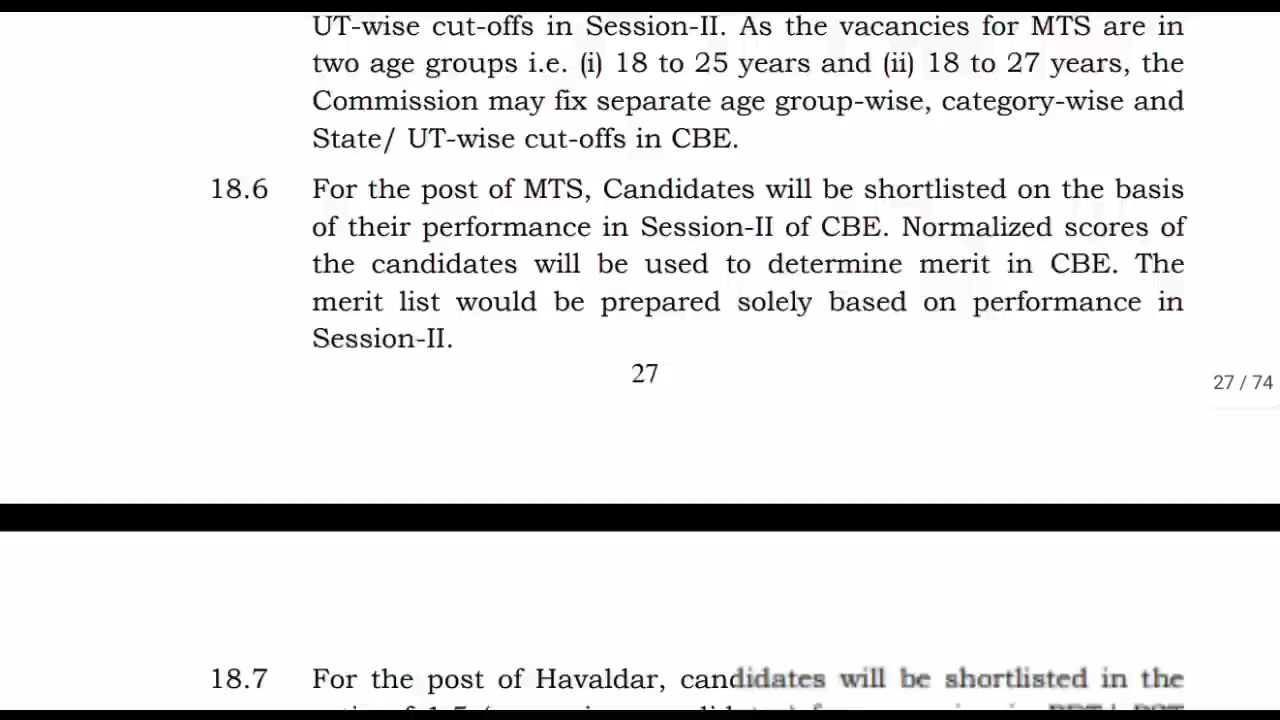 UT-wise cut-offs in Session-II. As the vacancies for MTS are in
two age groups i.e. (i) 18 to 25 years and (ii) 18 to 27 years, the
Commission may fix separate age group-wise, category-wise and
State/ UT-wise cut-offs in CBE.
18.6 For the post of MTS, Candidates will be shortlisted on the basis
of their performance in Session-II of CBE. Normalized scores of
the candidates will be used to determine merit in CBE. The
merit list would be prepared solely based on performance in
Session-II.
27
27 / 74
18.7 For the post of Havaldar, candidates will be shortlisted in the